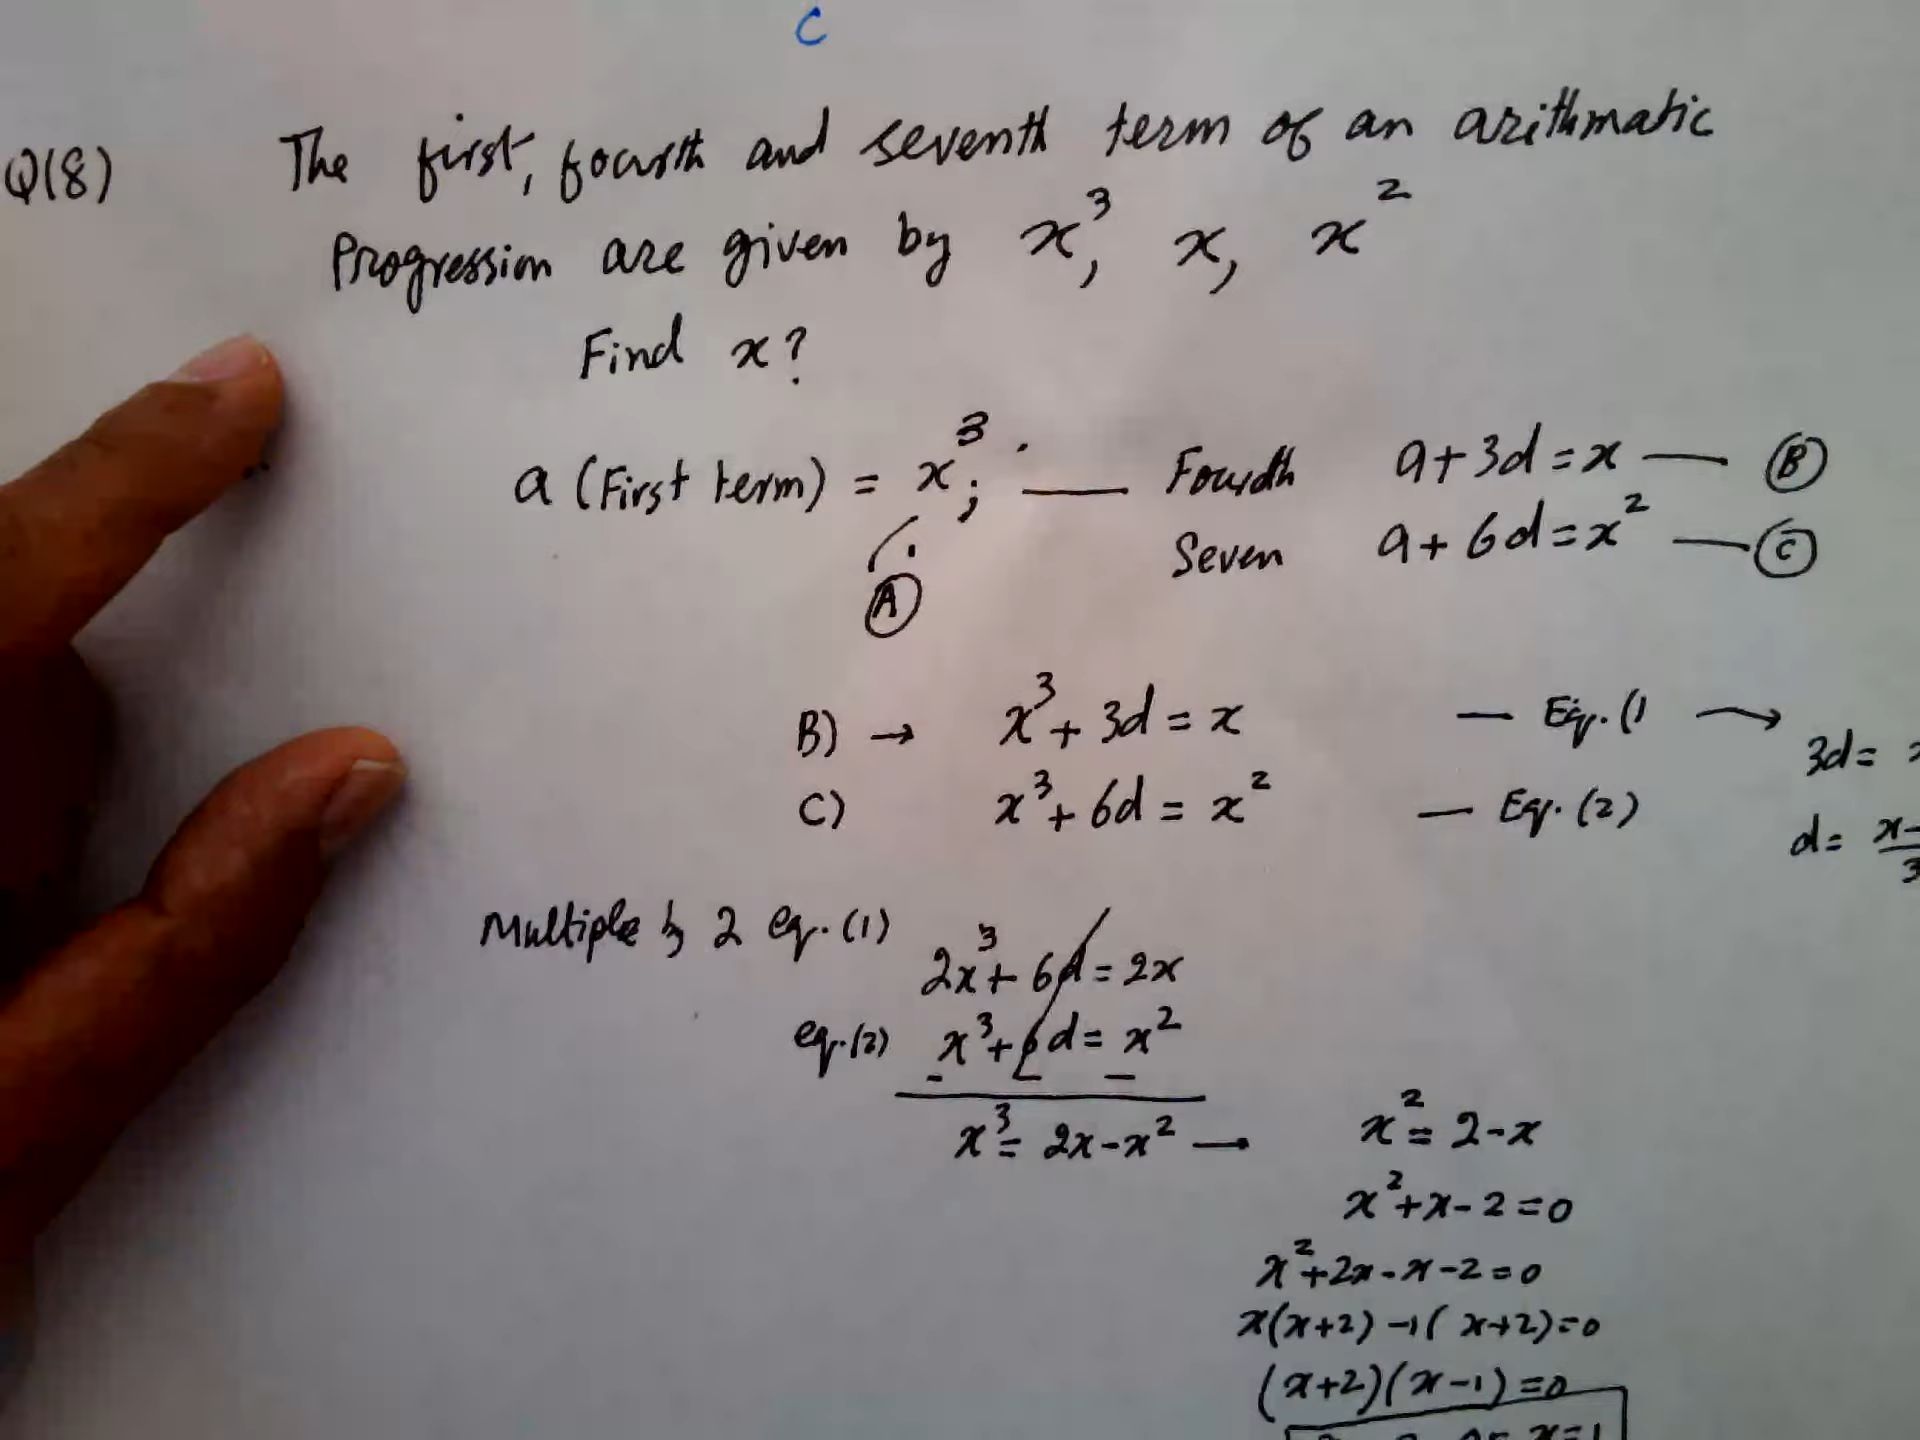 C
Q(8) The first, fourth and seventh term of an arithmatic
Progression are given by x³, x, x²
Find x?
a (First term) = x³; — Fourth a+3d=x — (B)
Seven a+6d=x² — (C)
(A)
B) → x³+3d=x — Eq.(1 →
3d=
C) x³+6d=x² — Eq.(2)
d= x-
3
Multiple by 2 eq.(1)
2x³+6d=2x
eq.(2) x³+6d=x²
x³=2x-x² → x²=2-x
x²+x-2=0
x²+2x-x-2=0
x(x+2)-1(x+2)=0
(x+2)(x-1)=0
x=1